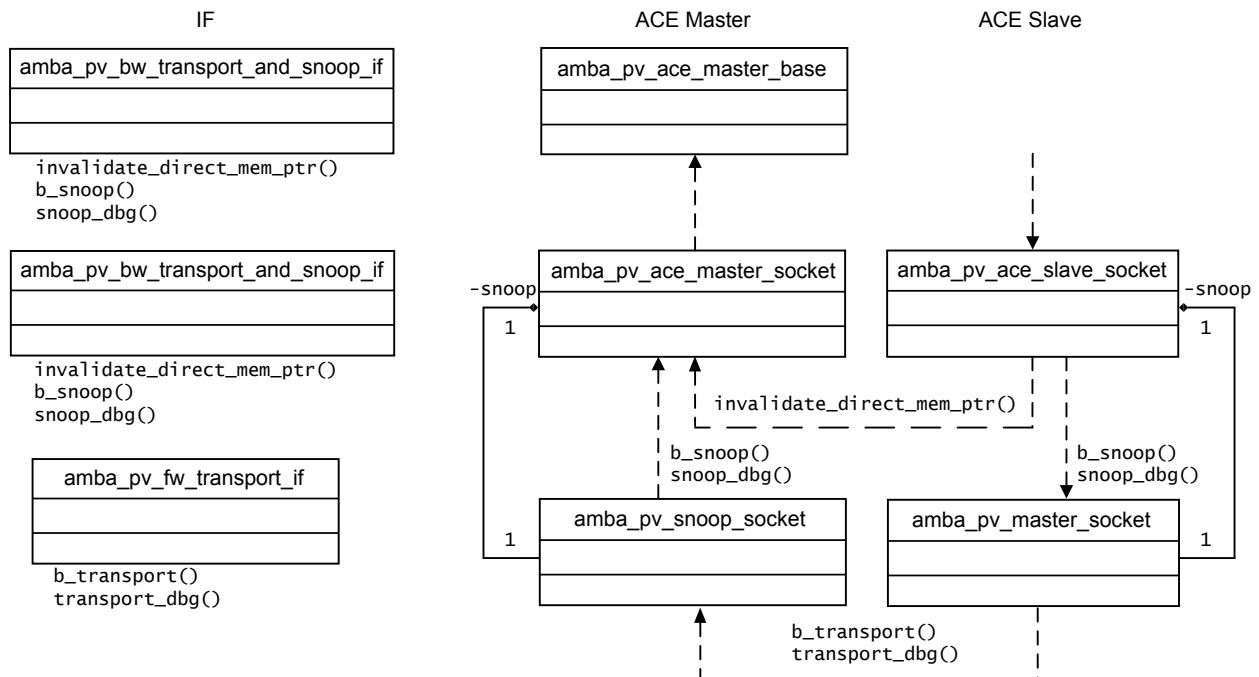 IF
ACE Master
ACE Slave
amba_pv_bw_transport_and_snoop_if
invalidate_direct_mem_ptr()
b_snoop()
snoop_dbg()
amba_pv_ace_master_base
amba_pv_bw_transport_and_snoop_if
invalidate_direct_mem_ptr()
b_snoop()
snoop_dbg()
amba_pv_ace_master_socket
amba_pv_ace_slave_socket
-snoop
1
-snoop
1
invalidate_direct_mem_ptr()
b_snoop()
snoop_dbg()
b_snoop()
snoop_dbg()
amba_pv_fw_transport_if
b_transport()
transport_dbg()
amba_pv_snoop_socket
1
amba_pv_master_socket
1
b_transport()
transport_dbg()